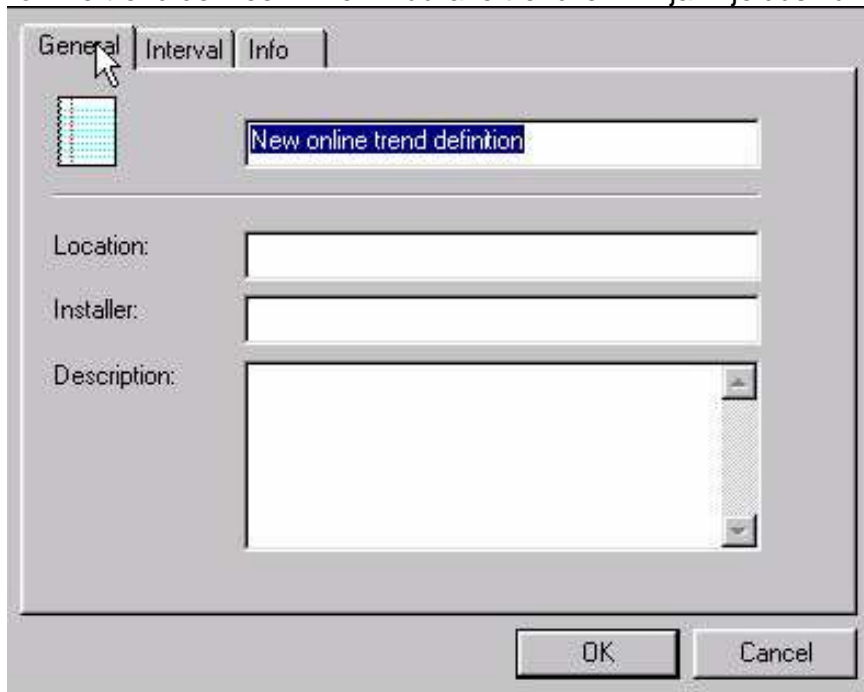 General Interval Info
New online trend definition
Location:
Installer:
Description:
OK Cancel